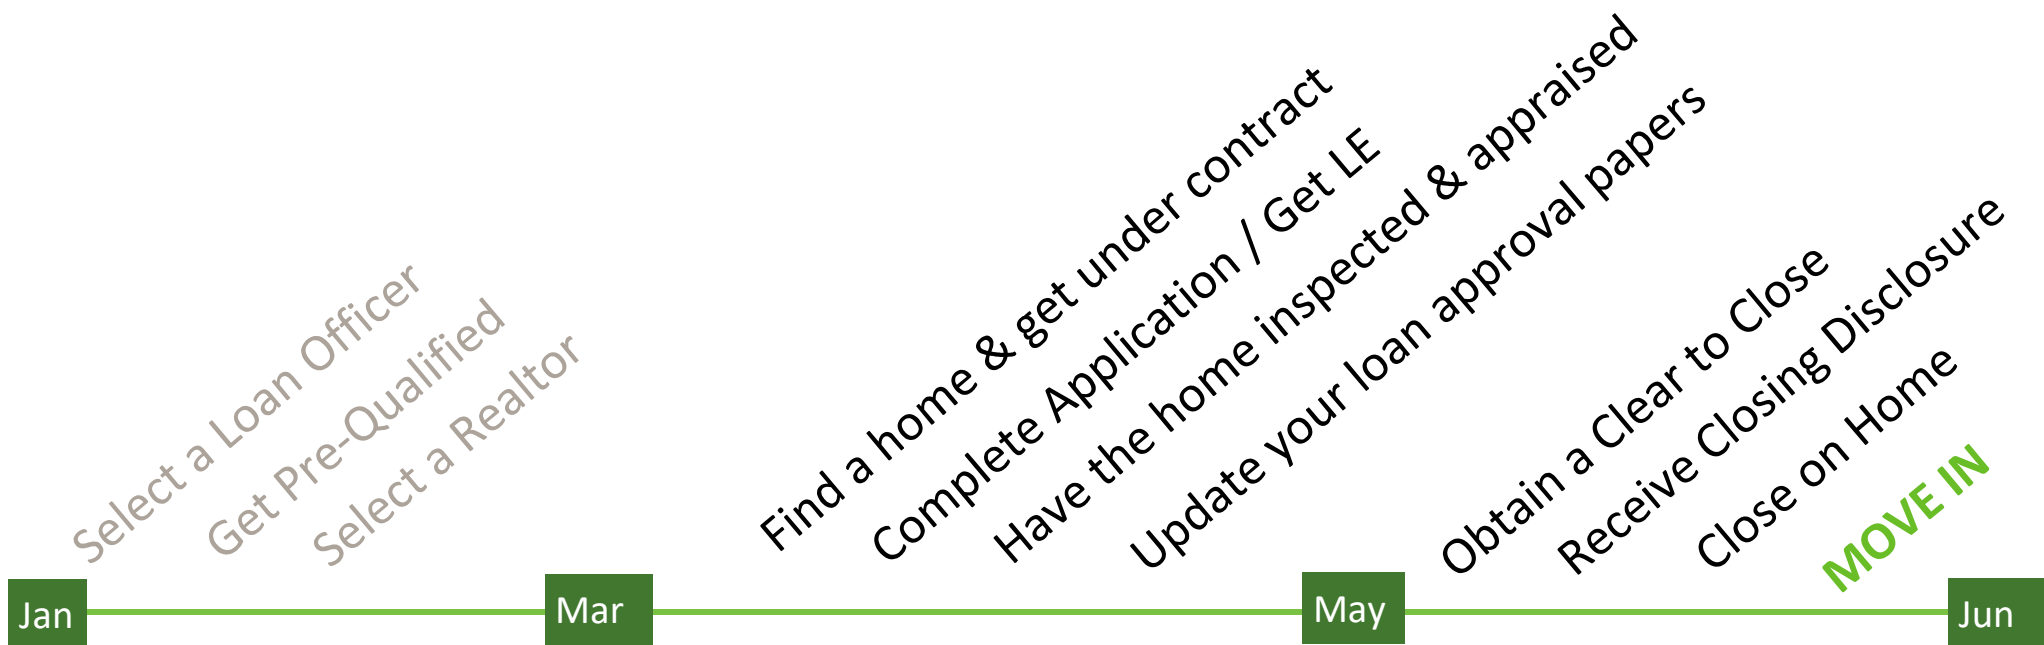 Select a Loan Officer
Get Pre-Qualified
Select a Realtor
Find a home & get under contract
Complete Application / Get LE
Have the home inspected & appraised
Update your loan approval papers
Obtain a Clear to Close
Receive Closing Disclosure
Close on Home
MOVE IN
Jan
Mar
May
Jun